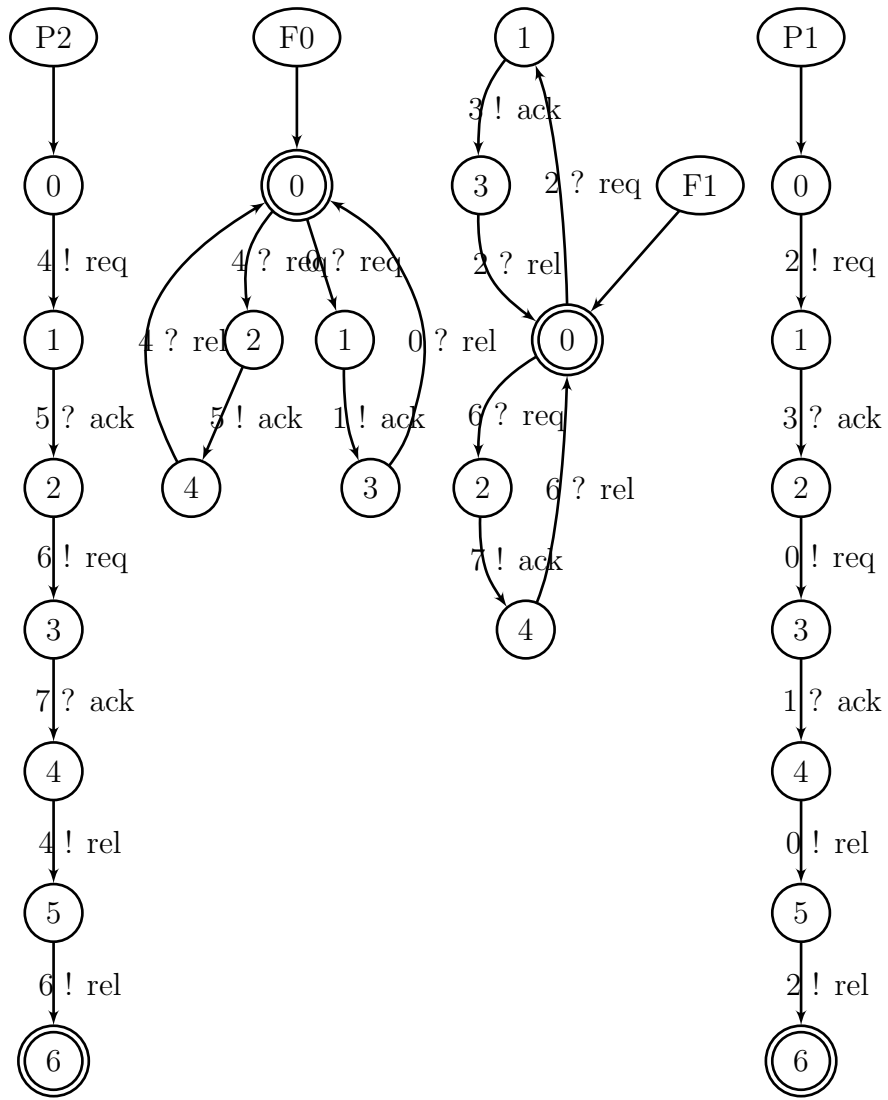 P2
F0
1
P1
3 ! ack
0
0
3
2 ? req
F1
0
4 ! req
4 ? req
0 ? req
2 ? rel
2 ! req
1
4 ? rel
2
1
0 ? rel
0
1
5 ? ack
5 ! ack
1 ! ack
6 ? req
3 ? ack
2
4
3
2
6 ? rel
2
6 ! req
7 ! ack
0 ! req
3
4
3
7 ? ack
1 ? ack
4
4
4 ! rel
0 ! rel
5
5
6 ! rel
2 ! rel
6
6